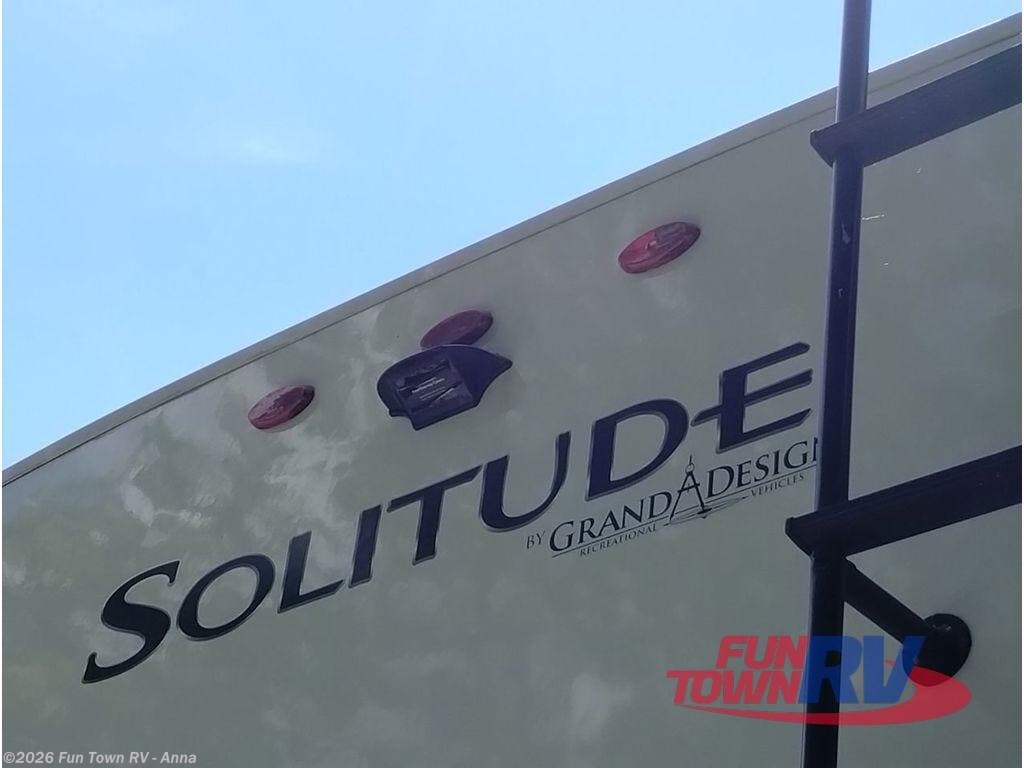 SOLITUDE
BY GRAND DESIGN
RECREATIONAL VEHICLES
FUN
TOWN RV
©2026 Fun Town RV - Anna